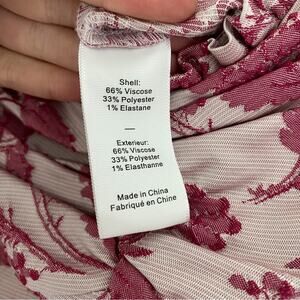 Shell:
66% Viscose
33% Polyester
1% Elastane
—
Exterieur:
66% Viscose
33% Polyester
1% Elasthanne
Made in China
Fabriqué en China